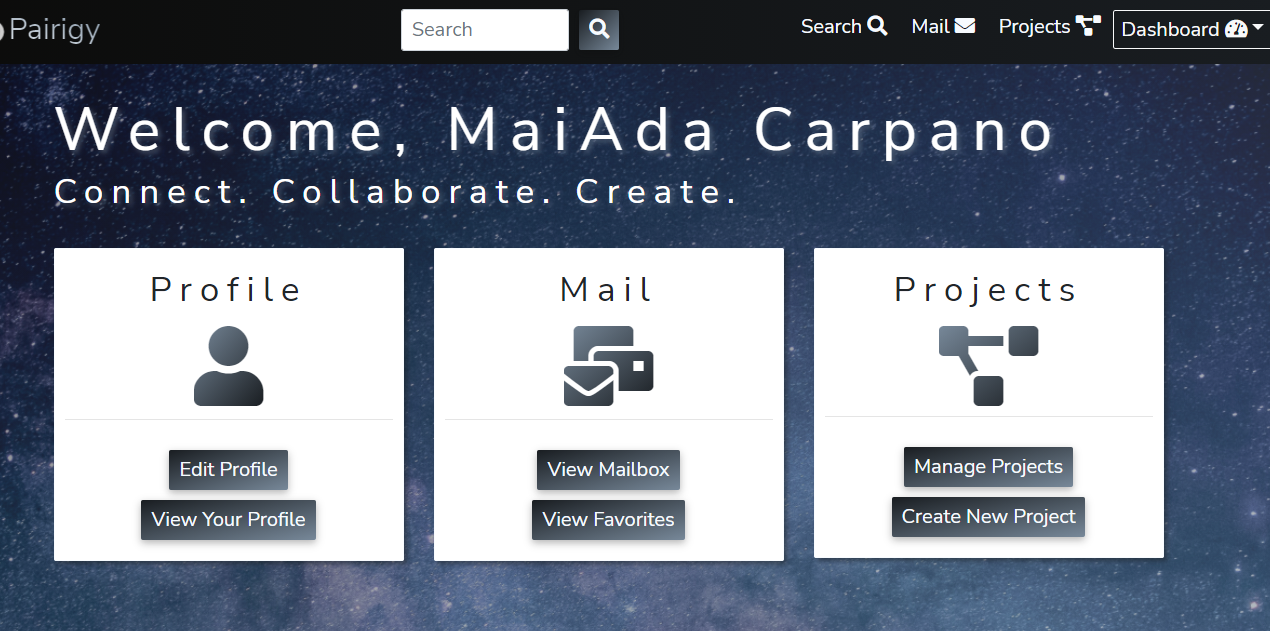 Pairigy
Search
Search
Mail
Projects
Dashboard
Welcome, MaiAda Carpano
Connect. Collaborate. Create.
Profile
Edit Profile
View Your Profile
Mail
View Mailbox
View Favorites
Projects
Manage Projects
Create New Project